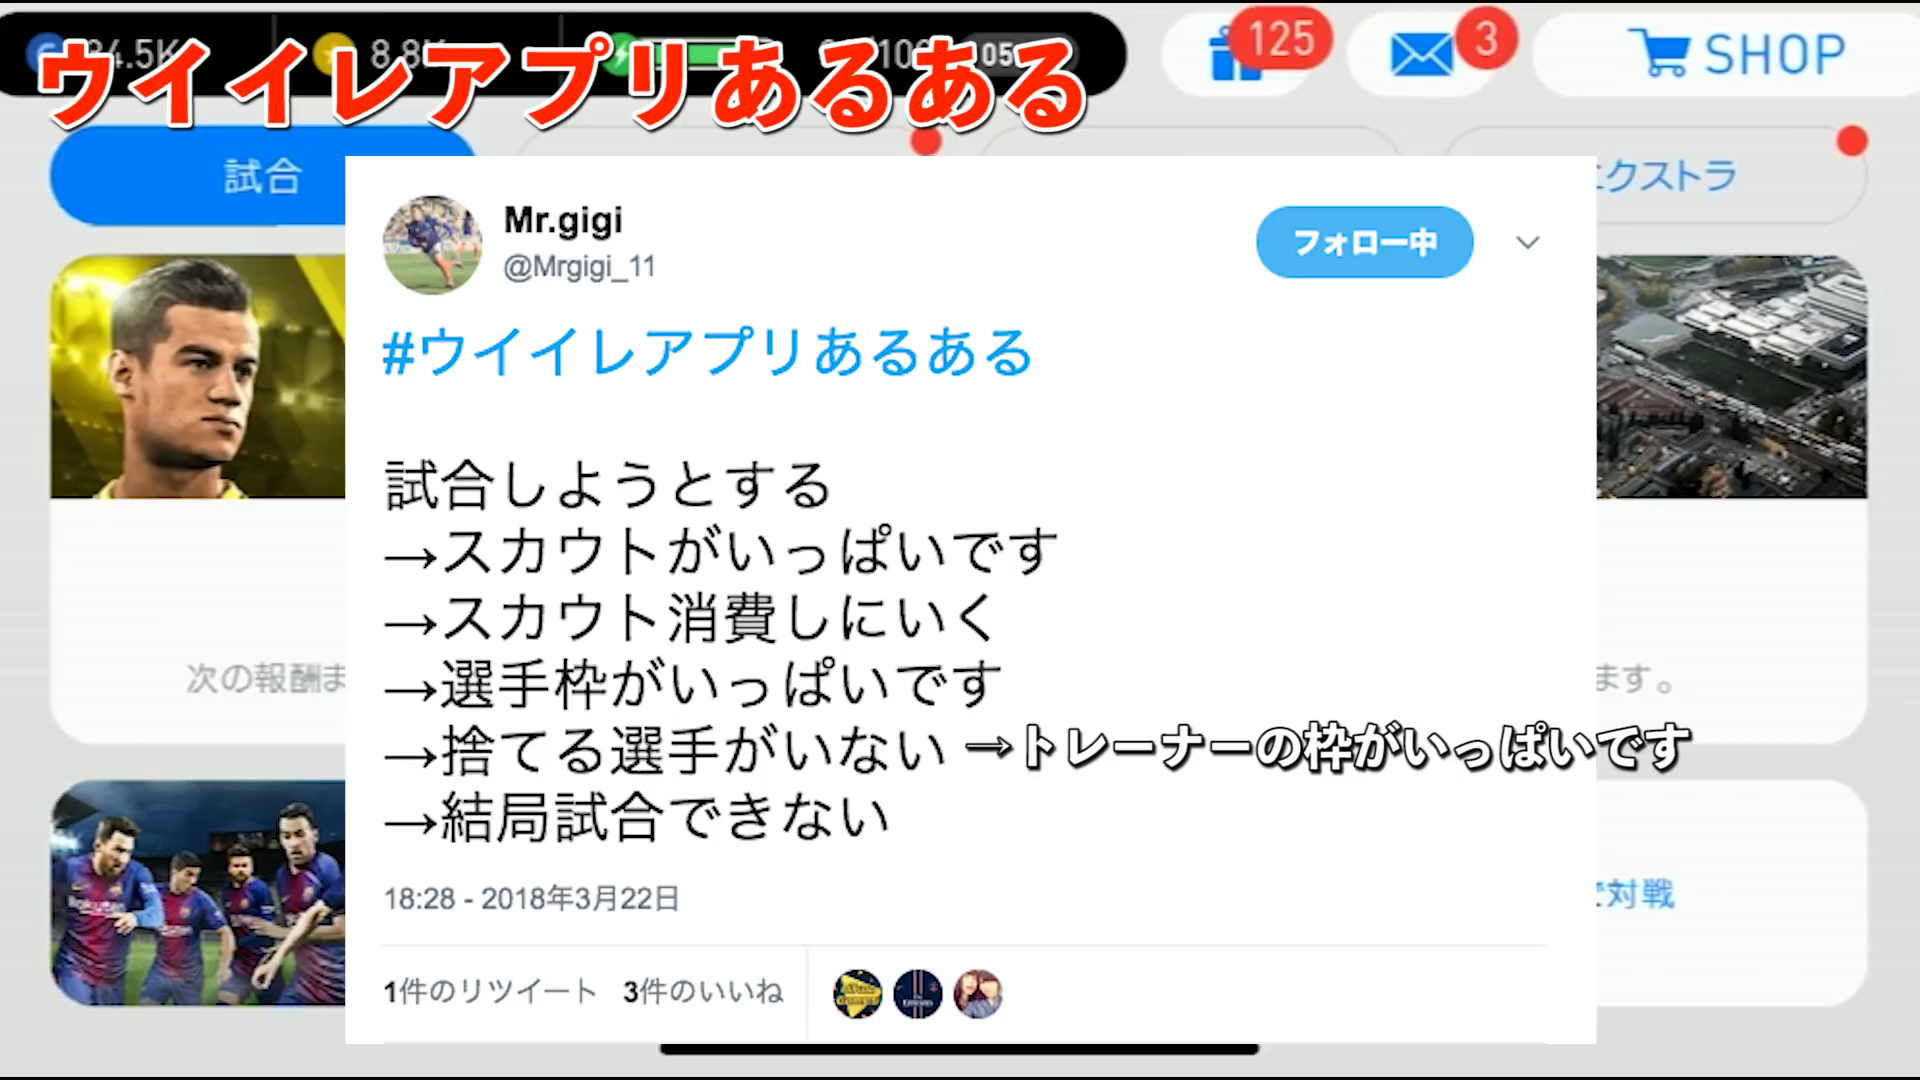 ウイイレアプリあるある
125
3
SHOP
試合
エクストラ
Mr.gigi
@Mrgigi_11
フォロー中
#ウイイレアプリあるある
試合しようとする
→スカウトがいっぱいです
→スカウト消費しにいく
→選手枠がいっぱいです
→捨てる選手がいない →トレーナーの枠がいっぱいです
→結局試合できない
次の報酬ま
ます。
で対戦
18:28 - 2018年3月22日
1件のリツイート 3件のいいね